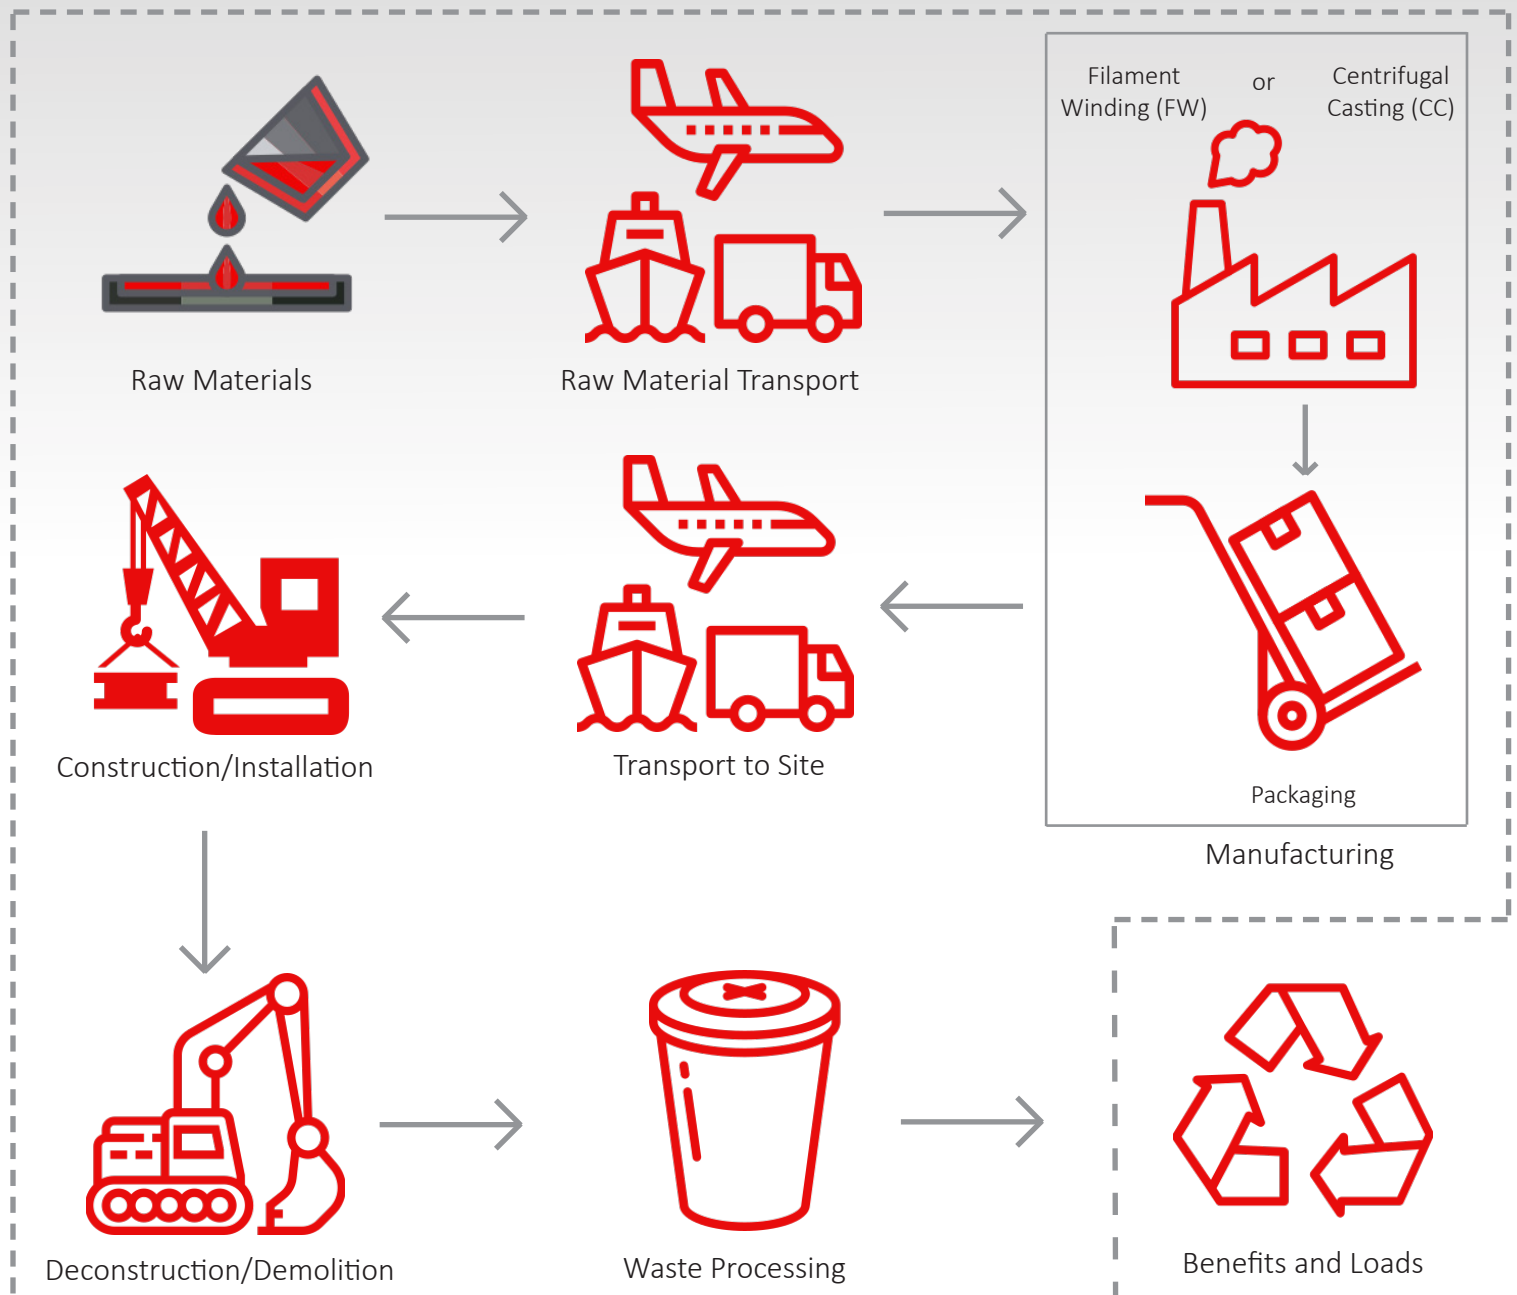 Filament
Winding (FW)
or
Centrifugal
Casting (CC)
Raw Materials
Raw Material Transport
Construction/Installation
Transport to Site
Packaging
Manufacturing
Deconstruction/Demolition
Waste Processing
Benefits and Loads